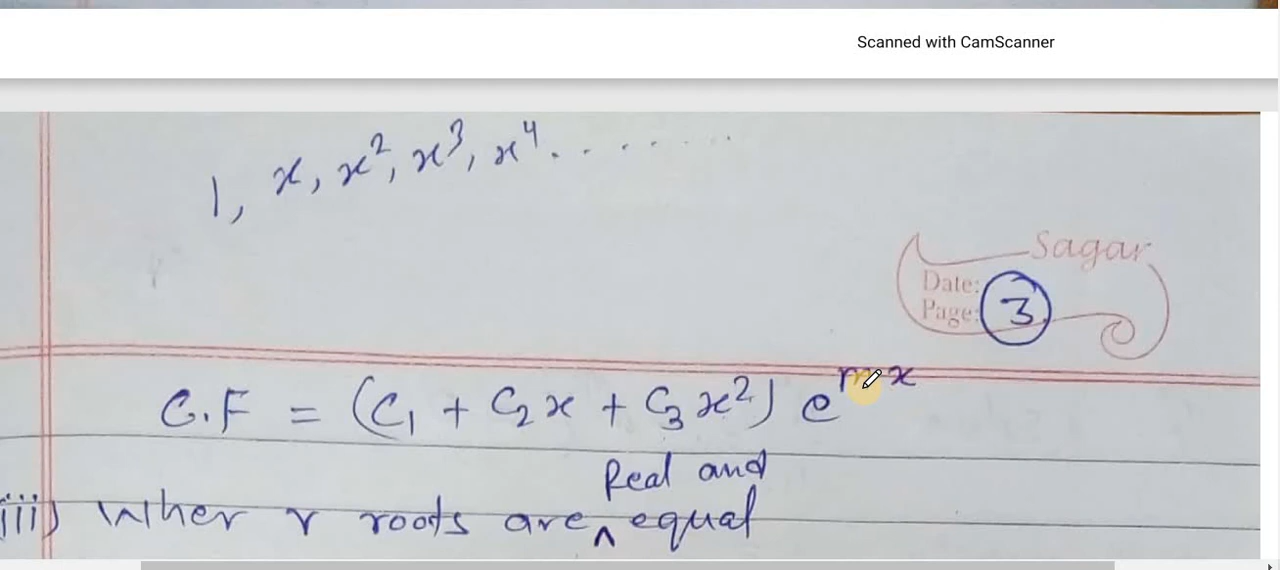 Scanned with CamScanner
1, x, x², x³, x⁴. . . . . . .
Sagar
Date:
Page: 3
C.F = (C₁ + C₂x + C₃x²) e^{mx}
Real and
iii) When r roots are ‸ equal